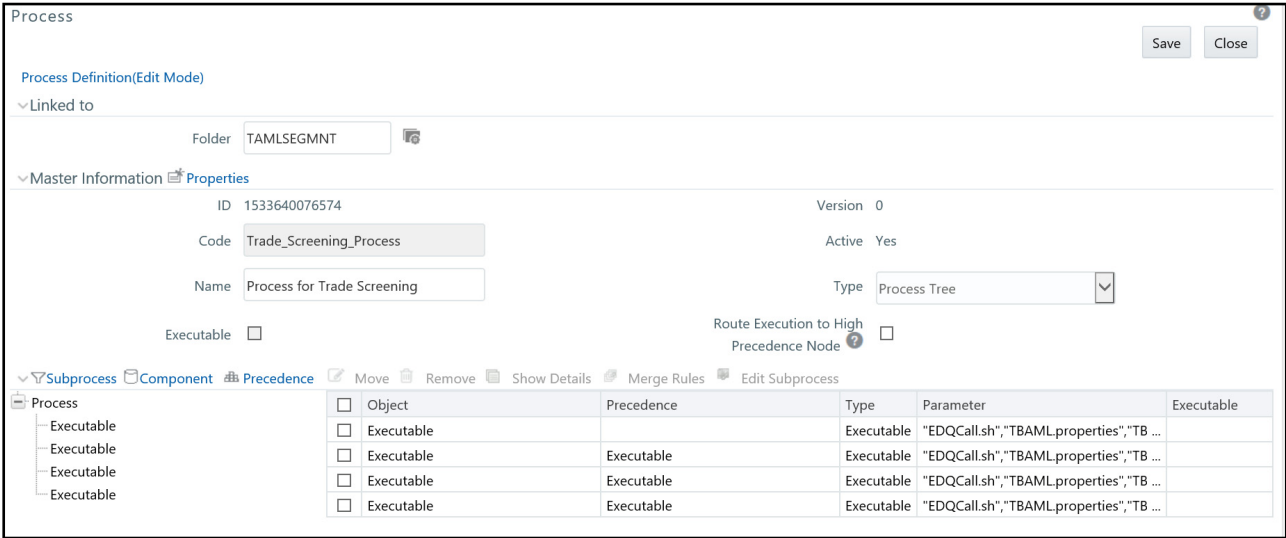 Process
Save Close
Process Definition(Edit Mode)
Linked to
Folder TAMLSEGMNT
Master Information Properties
ID 1533640076574 Version 0
Code Trade_Screening_Process Active Yes
Name Process for Trade Screening Type Process Tree
Executable Route Execution to High
Precedence Node ?
Subprocess Component Precedence Move Remove Show Details Merge Rules Edit Subprocess
Process Object Precedence Type Parameter Executable
Executable Executable Executable "EDQCall.sh","TBAML.properties","TB ...
Executable Executable Executable Executable "EDQCall.sh","TBAML.properties","TB ...
Executable Executable Executable Executable "EDQCall.sh","TBAML.properties","TB ...
Executable Executable Executable Executable "EDQCall.sh","TBAML.properties","TB ...